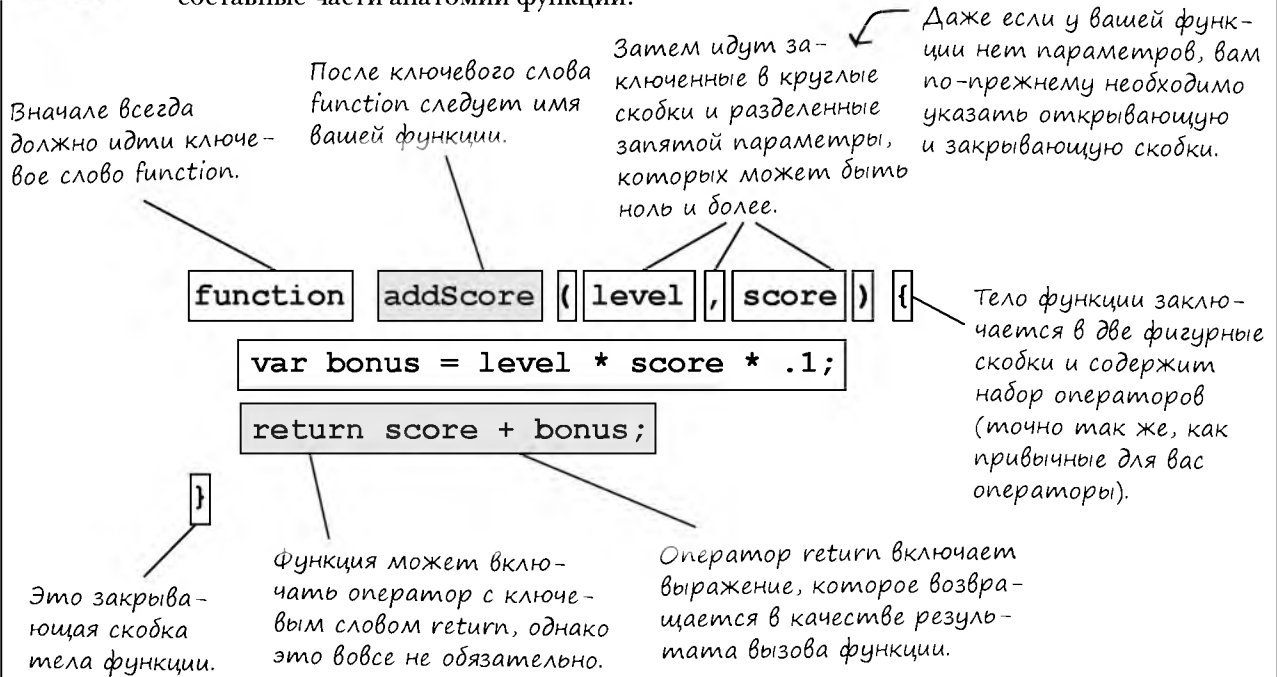 составные части анатомии функции.
Даже если у вашей функ-
ции нет параметров, вам
по-прежнему необходимо
указать открывающую
и закрывающую скобки.
Затем идут за-
ключенные в круглые
скобки и разделенные
запятой параметры,
которых может быть
ноль и более.
После ключевого слова
function следует имя
вашей функции.
Вначале всегда
должно идти ключе-
вое слово function.
function addScore ( level , score ) {
var bonus = level * score * .1;
return score + bonus;
}
Тело функции заклю-
чается в две фигурные
скобки и содержит
набор операторов
(точно так же, как
привычные для вас
операторы).
Это закрыва-
ющая скобка
тела функции.
Функция может вклю-
чать оператор с ключе-
вым словом return, однако
это вовсе не обязательно.
Оператор return включает
выражение, которое возвра-
щается в качестве резуль-
тата вызова функции.